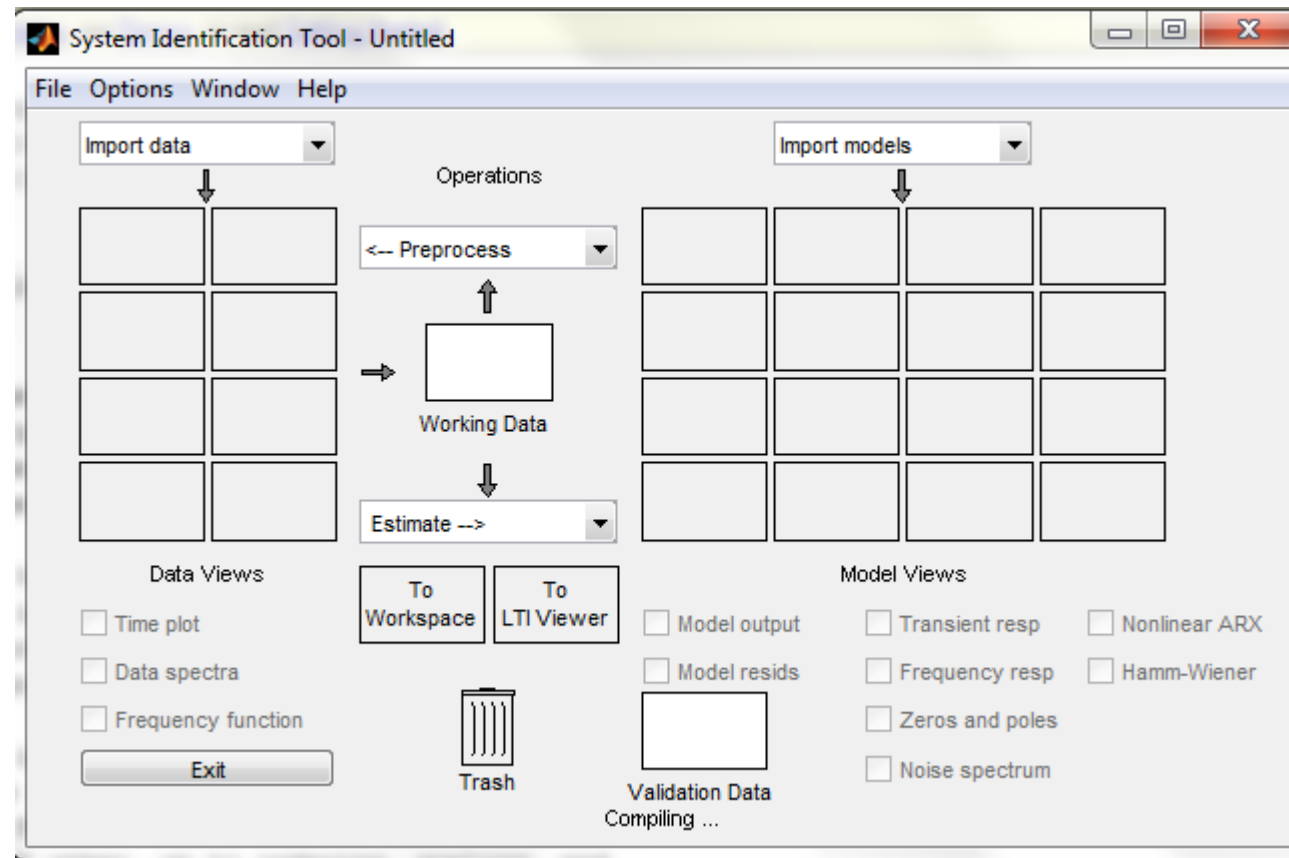 System Identification Tool - Untitled
File Options Window Help
Import data
Import models
Operations
<-- Preprocess
Working Data
Estimate -->
Data Views
To
Workspace
To
LTI Viewer
Model Views
Time plot
Data spectra
Frequency function
Exit
Trash
Model output
Model resids
Transient resp
Frequency resp
Zeros and poles
Noise spectrum
Nonlinear ARX
Hamm-Wiener
Validation Data
Compiling ...